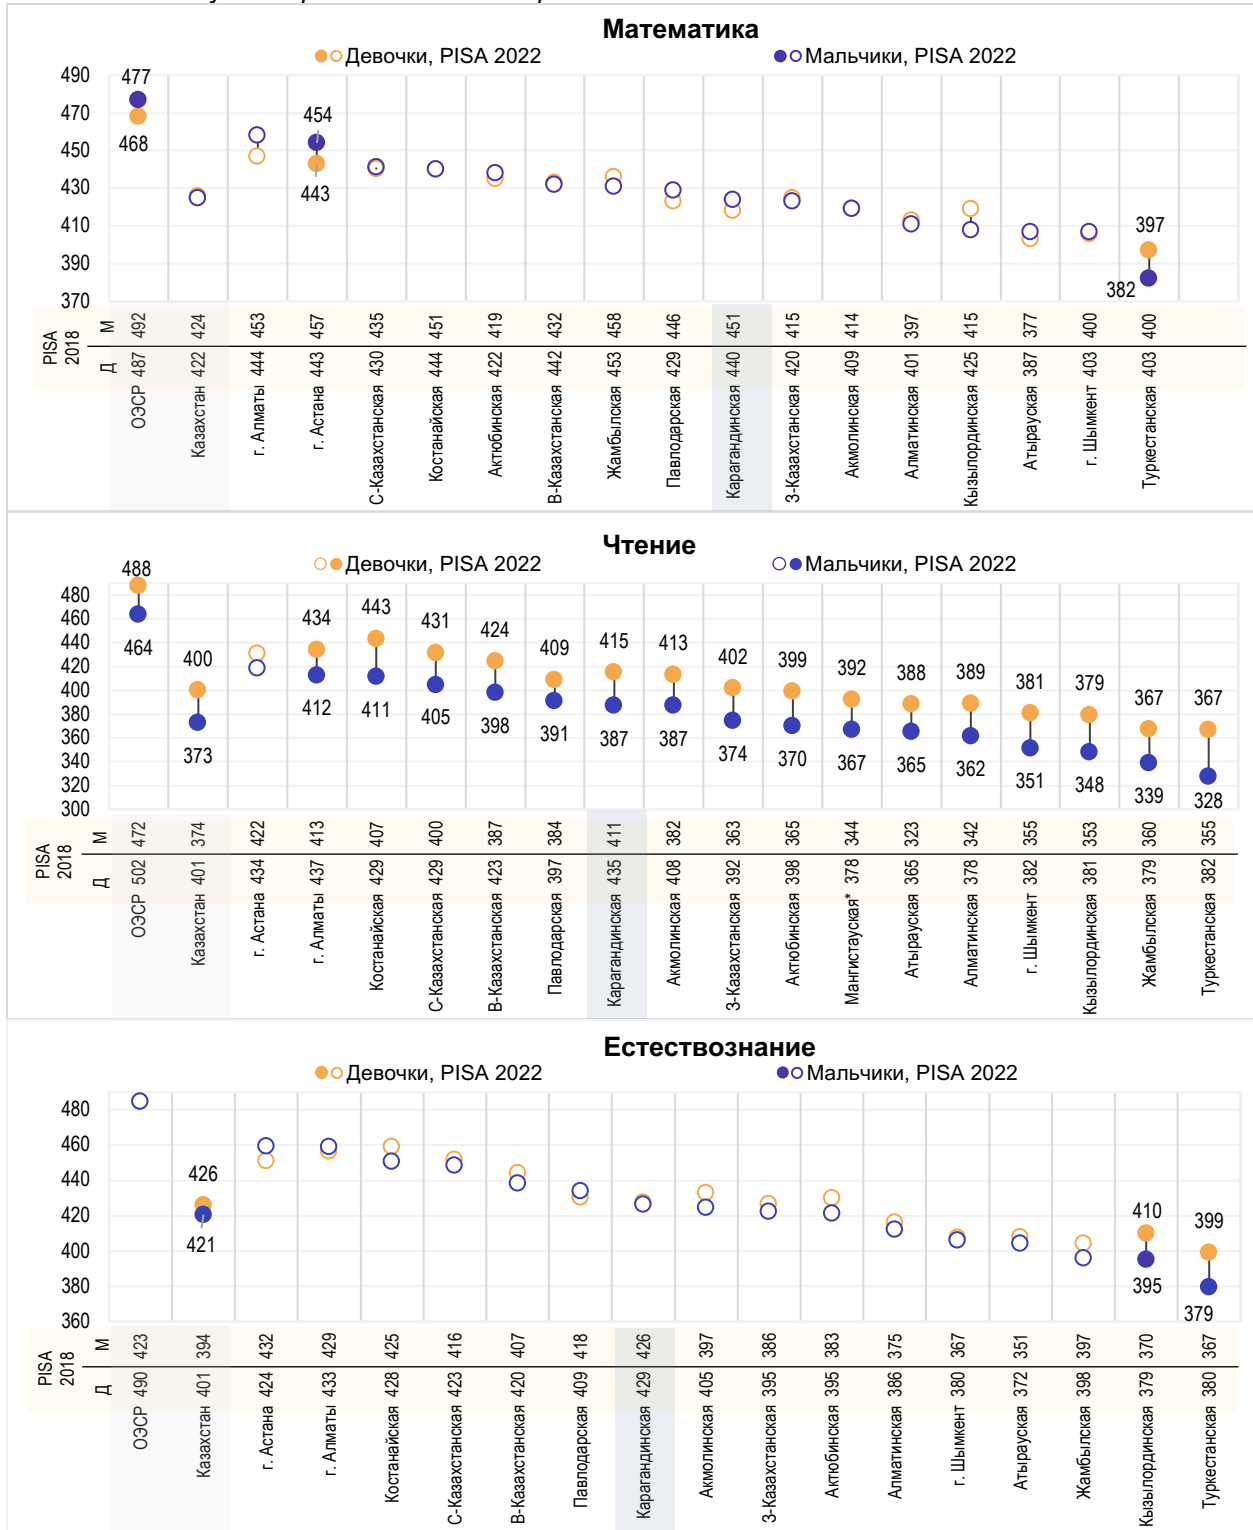 Математика
Девочки, PISA 2022 Мальчики, PISA 2022
490
470
450
430
410
390
370
477
468
454
443
397
382
PISA 2018
М 492 424 453 457 435 451 419 432 458 446 451 415 414 397 415 377 400 400
Д 487 422 444 443 430 444 422 442 453 429 440 420 409 401 425 387 403 403
ОЭСР
Казахстан
г. Алматы
г. Астана
С-Казахстанская
Костанайская
Актюбинская
В-Казахстанская
Жамбылская
Павлодарская
Карагандинская
З-Казахстанская
Акмолинская
Алматинская
Кызылординская
Атырауская
г. Шымкент
Туркестанская
Чтение
Девочки, PISA 2022 Мальчики, PISA 2022
480
460
440
420
400
380
360
340
320
300
488 400 434 443 431 424 409 415 413 402 399 392 388 389 381 379 367 367
464 373 412 411 405 398 391 387 387 374 370 367 365 362 351 348 339 328
PISA 2018
М 472 374 422 413 407 400 387 384 411 382 363 365 344 323 342 355 353 360 355
Д 502 401 434 437 429 429 423 397 435 408 392 398 378 365 378 382 381 379 382
ОЭСР
Казахстан
г. Астана
г. Алматы
Костанайская
С-Казахстанская
В-Казахстанская
Павлодарская
Карагандинская
Акмолинская
З-Казахстанская
Актюбинская
Мангистауская*
Атырауская
Алматинская
г. Шымкент
Кызылординская
Жамбылская
Туркестанская
Естествознание
Девочки, PISA 2022 Мальчики, PISA 2022
480
460
440
420
400
380
360
426
421
410
395
399
379
PISA 2018
М 423 394 432 429 425 416 407 418 426 397 386 383 375 367 351 397 370 367
Д 490 401 424 433 428 423 420 409 429 405 395 395 386 380 372 398 379 380
ОЭСР
Казахстан
г. Астана
г. Алматы
Костанайская
С-Казахстанская
В-Казахстанская
Павлодарская
Карагандинская
Акмолинская
З-Казахстанская
Актюбинская
Алматинская
г. Шымкент
Атырауская
Жамбылская
Кызылординская
Туркестанская